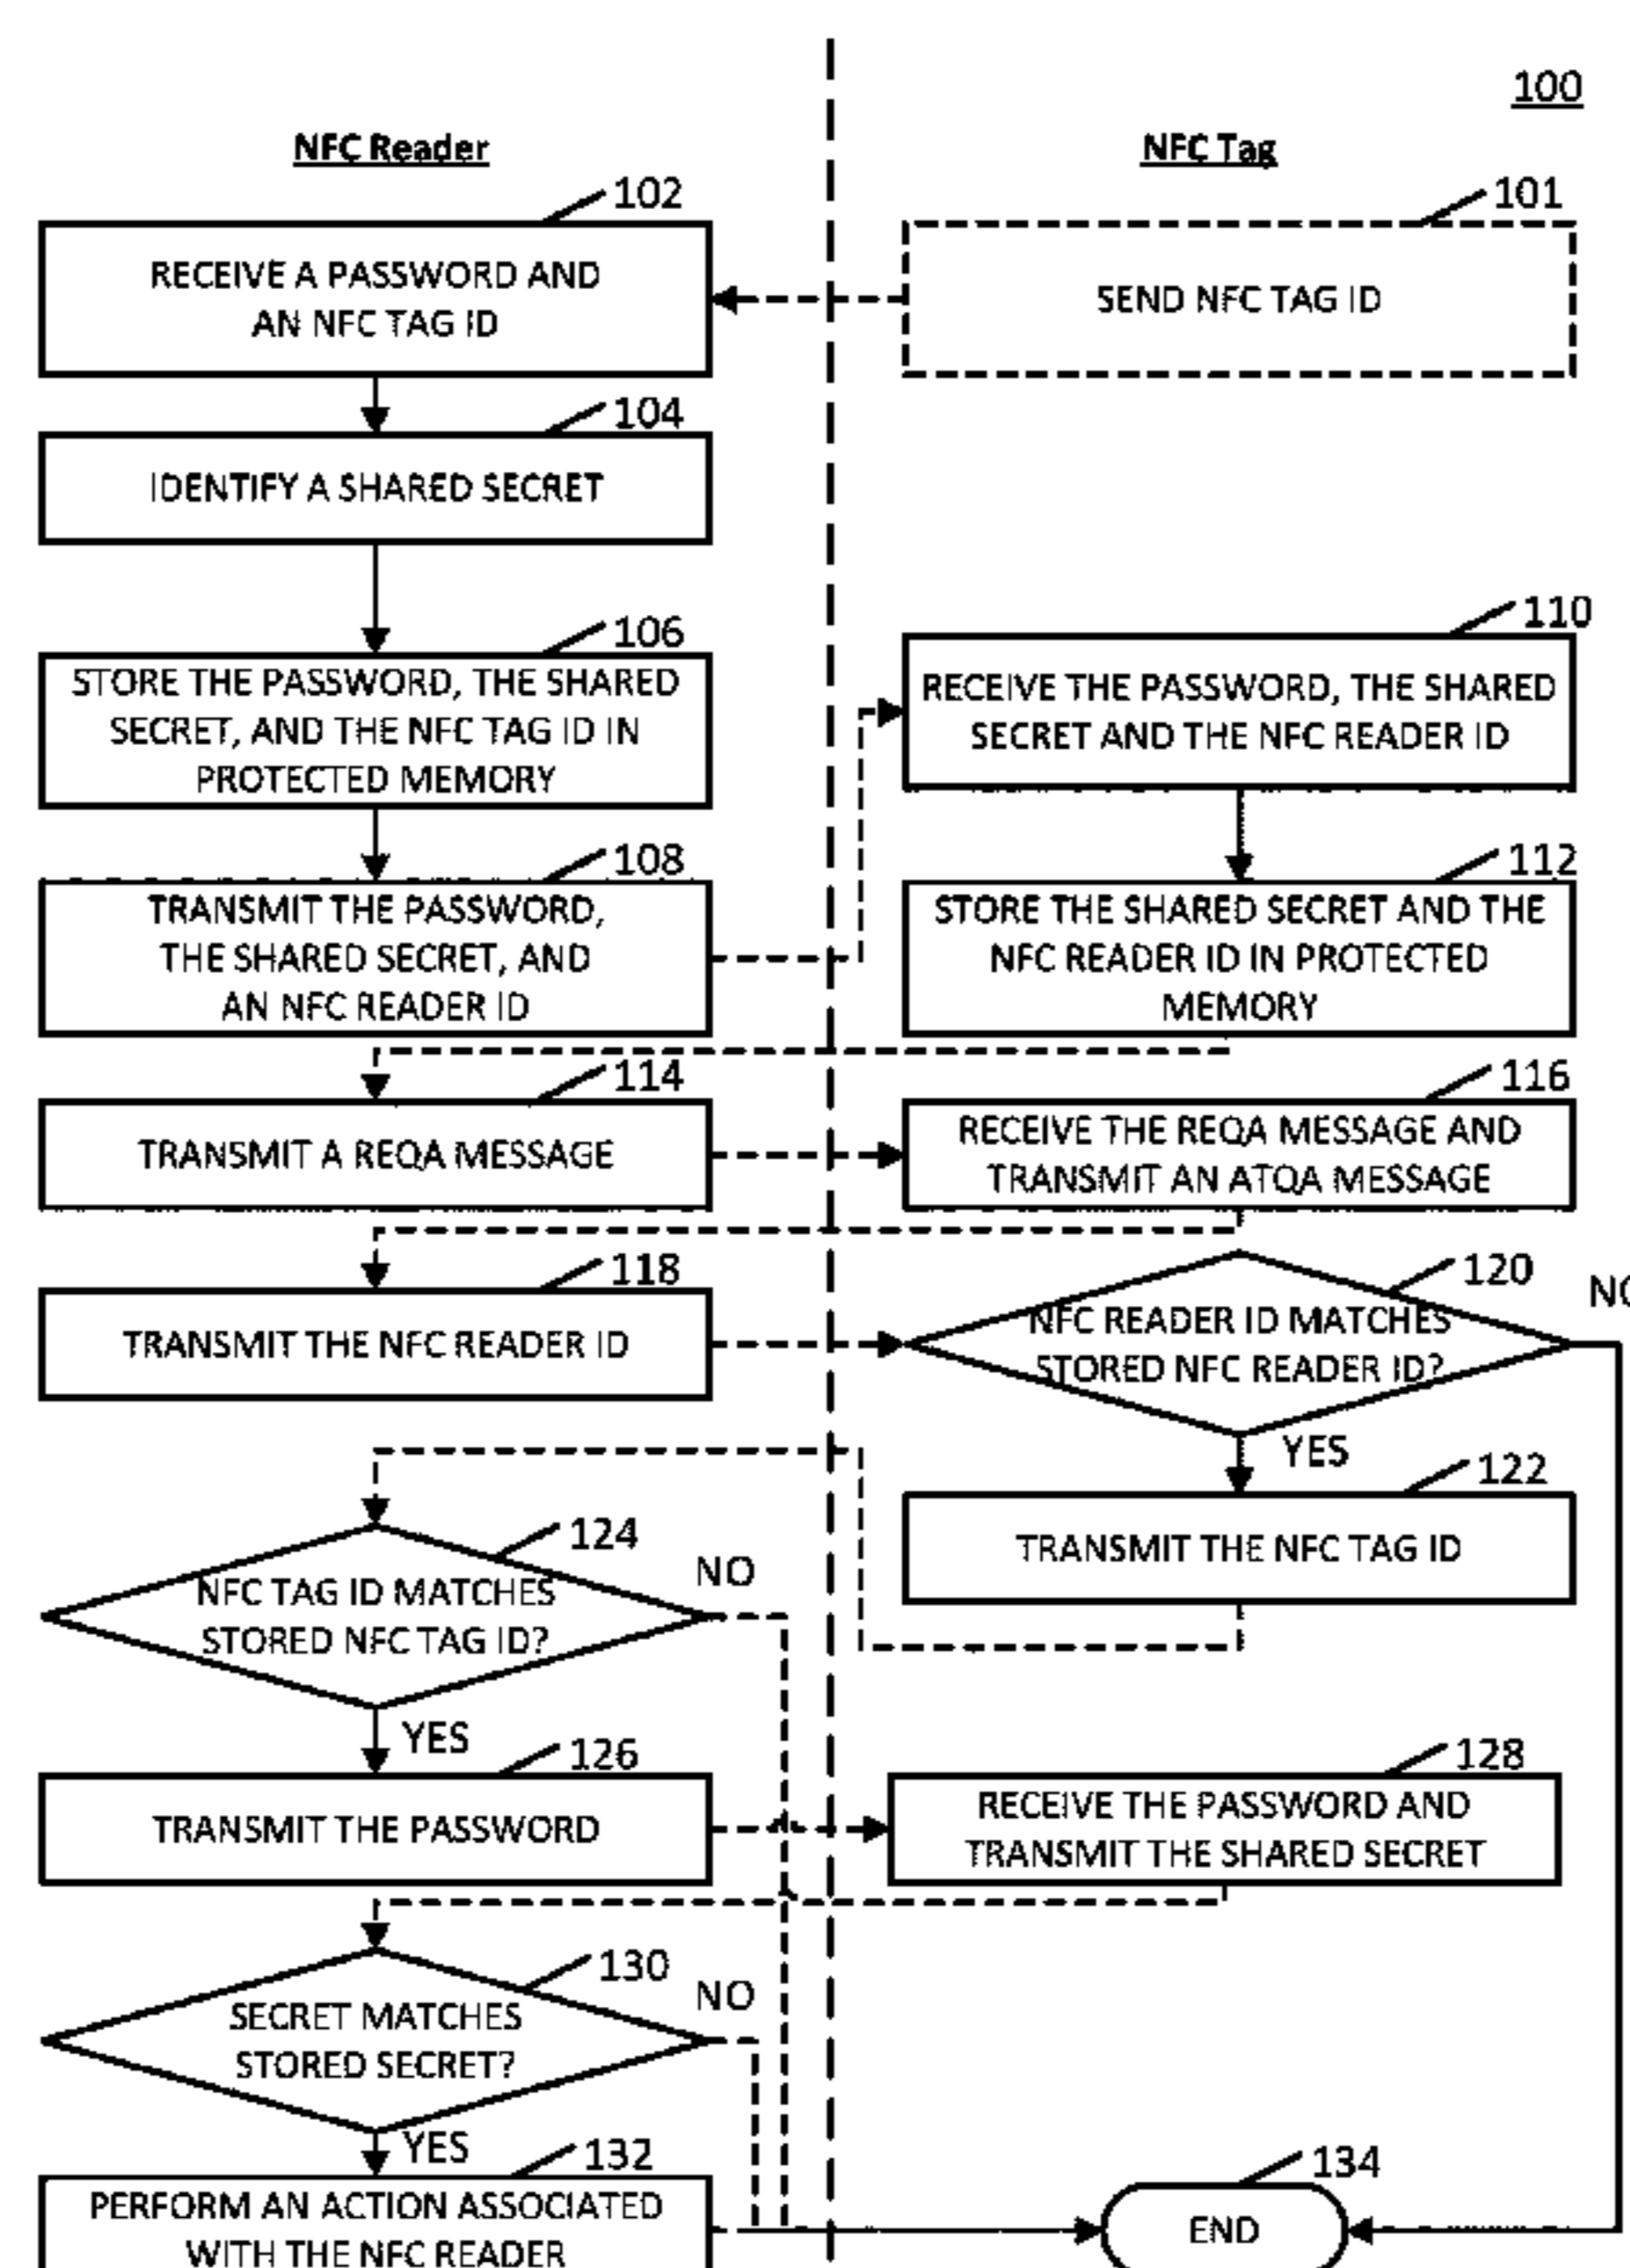 100
NFC Reader
NFC Tag
102
RECEIVE A PASSWORD AND
AN NFC TAG ID
101
SEND NFC TAG ID
104
IDENTIFY A SHARED SECRET
106
STORE THE PASSWORD, THE SHARED
SECRET, AND THE NFC TAG ID IN
PROTECTED MEMORY
110
RECEIVE THE PASSWORD, THE SHARED
SECRET AND THE NFC READER ID
108
TRANSMIT THE PASSWORD,
THE SHARED SECRET, AND
AN NFC READER ID
112
STORE THE SHARED SECRET AND THE
NFC READER ID IN PROTECTED
MEMORY
114
TRANSMIT A REQA MESSAGE
116
RECEIVE THE REQA MESSAGE AND
TRANSMIT AN ATQA MESSAGE
118
TRANSMIT THE NFC READER ID
120
NFC READER ID MATCHES
STORED NFC READER ID?
NO
YES
122
TRANSMIT THE NFC TAG ID
124
NFC TAG ID MATCHES
STORED NFC TAG ID?
NO
YES
126
TRANSMIT THE PASSWORD
128
RECEIVE THE PASSWORD AND
TRANSMIT THE SHARED SECRET
130
SECRET MATCHES
STORED SECRET?
NO
YES
132
PERFORM AN ACTION ASSOCIATED
WITH THE NFC READER
134
END